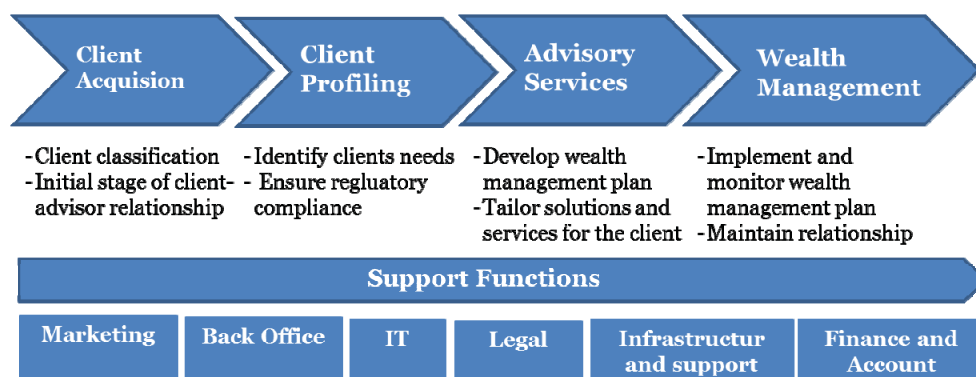 Client
Acquision
Client
Profiling
Advisory
Services
Wealth
Management
-Client classification
-Initial stage of client-
advisor relationship
-Identify clients needs
- Ensure regluatory
compliance
-Develop wealth
management plan
-Tailor solutions and
services for the client
-Implement and
monitor wealth
management plan
-Maintain relationship
Support Functions
Marketing
Back Office
IT
Legal
Infrastructur
and support
Finance and
Account